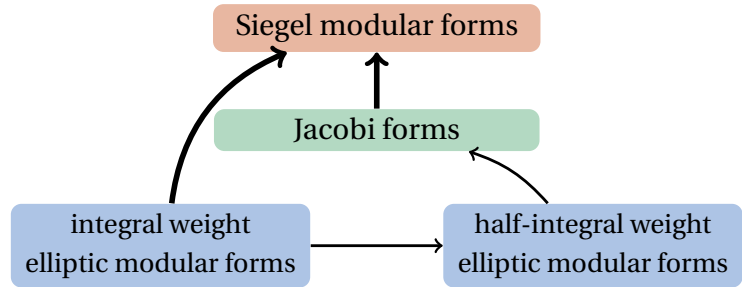 Siegel modular forms
Jacobi forms
integral weight
elliptic modular forms
half-integral weight
elliptic modular forms